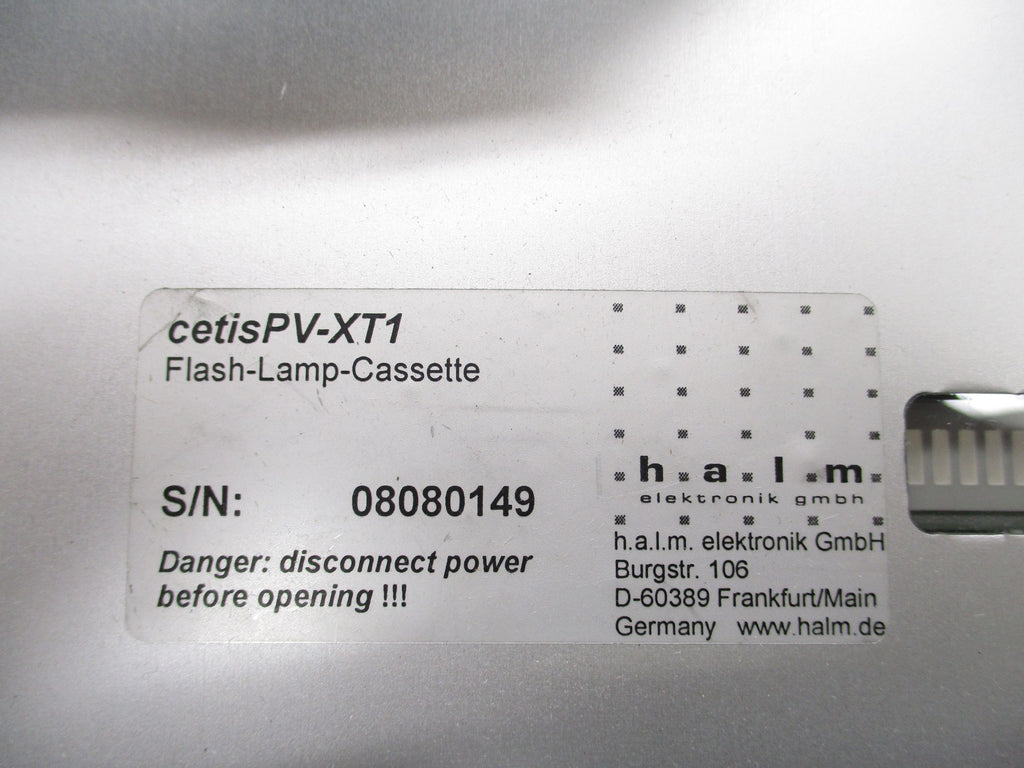 cetisPV-XT1
Flash-Lamp-Cassette
S/N: 08080149
Danger: disconnect power
before opening !!!
h.a.l.m.
elektronik gmbh
h.a.l.m. elektronik GmbH
Burgstr. 106
D-60389 Frankfurt/Main
Germany www.halm.de